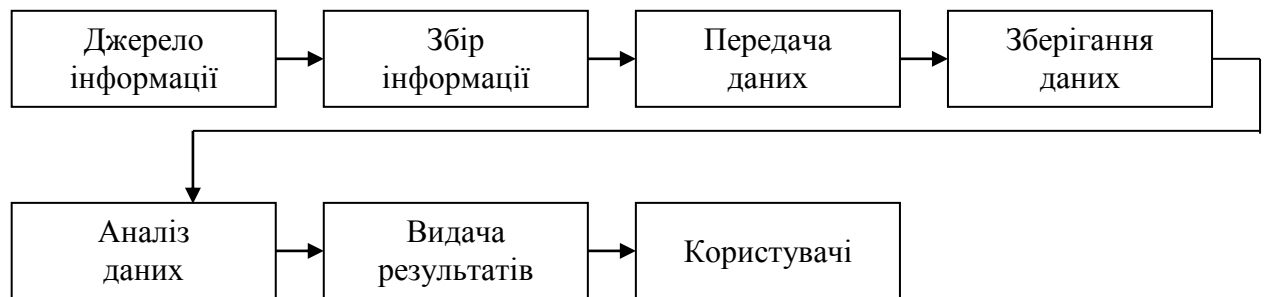 Джерело
інформації
Збір
інформації
Передача
даних
Зберігання
даних
Аналіз
даних
Видача
результатів
Користувачі